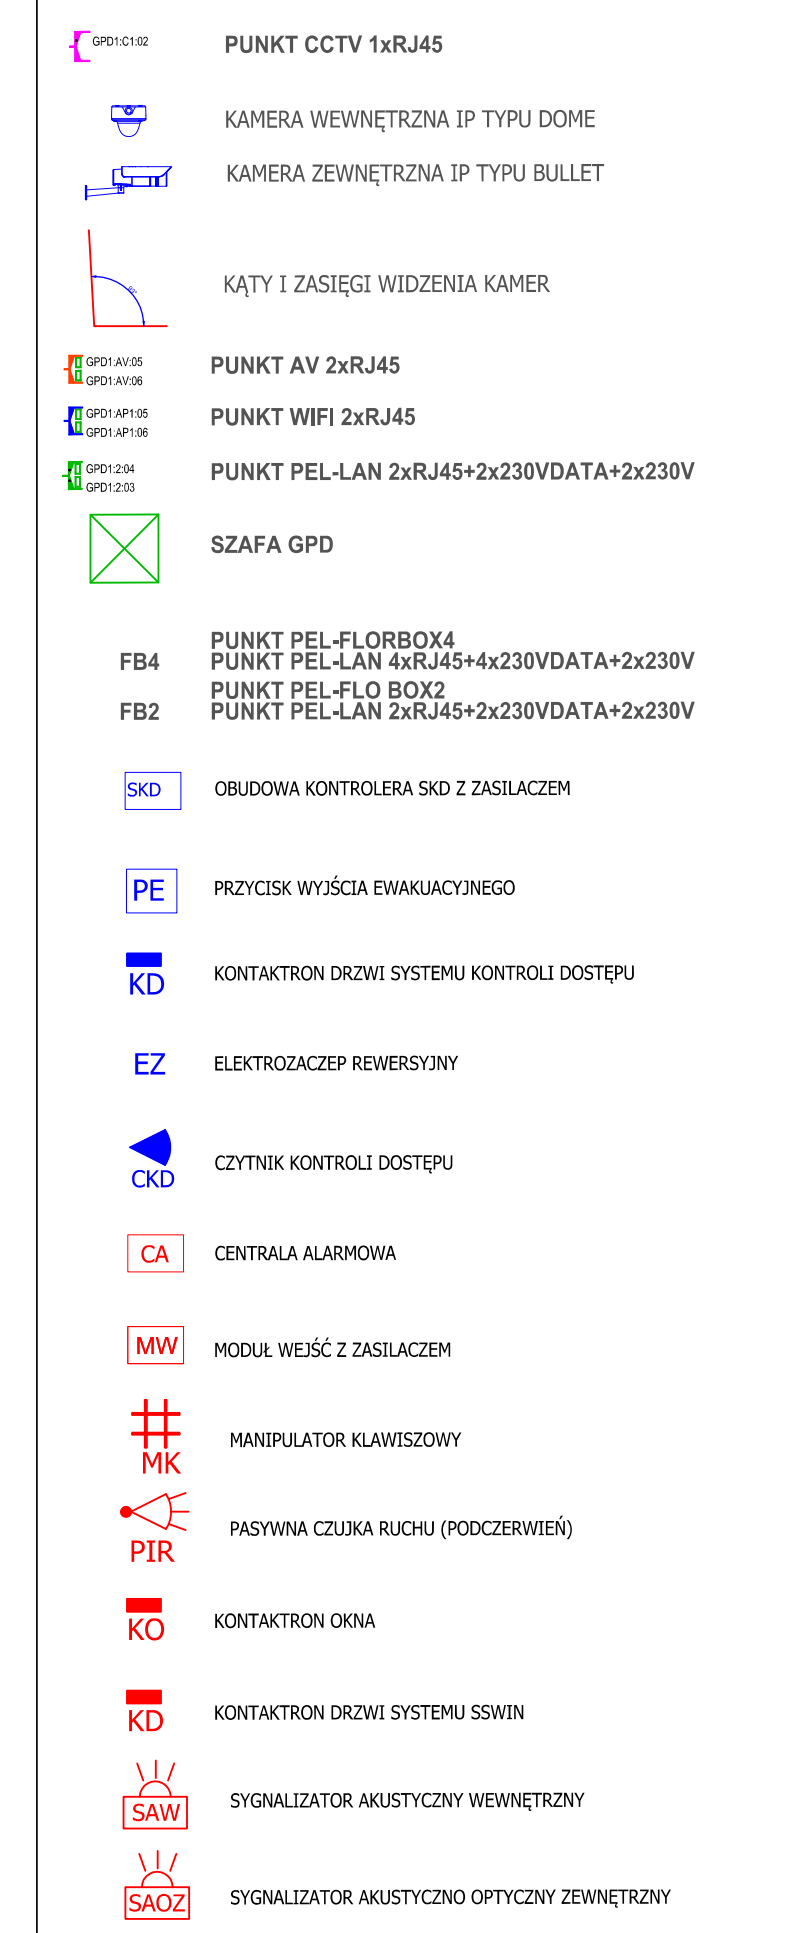 GPD1:C1:02 PUNKT CCTV 1xRJ45
KAMERA WEWNĘTRZNA IP TYPU DOME
KAMERA ZEWNĘTRZNA IP TYPU BULLET
93°
KĄTY I ZASIĘGI WIDZENIA KAMER
GPD1:AV:05
GPD1:AV:06
PUNKT AV 2xRJ45
GPD1:AP1:05
GPD1:AP1:06
PUNKT WIFI 2xRJ45
GPD1:2:04
GPD1:2:03
PUNKT PEL-LAN 2xRJ45+2x230VDATA+2x230V
SZAFA GPD
PUNKT PEL-FLORBOX4
FB4 PUNKT PEL-LAN 4xRJ45+4x230VDATA+2x230V
PUNKT PEL-FLO BOX2
FB2 PUNKT PEL-LAN 2xRJ45+2x230VDATA+2x230V
SKD OBUDOWA KONTROLERA SKD Z ZASILACZEM
PE PRZYCISK WYJŚCIA EWAKUACYJNEGO
KD KONTAKTRON DRZWI SYSTEMU KONTROLI DOSTĘPU
EZ ELEKTROZACZEP REWERSYJNY
CKD CZYTNIK KONTROLI DOSTĘPU
CA CENTRALA ALARMOWA
MW MODUŁ WEJŚĆ Z ZASILACZEM
MK MANIPULATOR KLAWISZOWY
PIR PASYWNA CZUJKA RUCHU (PODCZERWIEŃ)
KO KONTAKTRON OKNA
KD KONTAKTRON DRZWI SYSTEMU SSWIN
SAW SYGNALIZATOR AKUSTYCZNY WEWNĘTRZNY
SAOZ SYGNALIZATOR AKUSTYCZNO OPTYCZNY ZEWNĘTRZNY